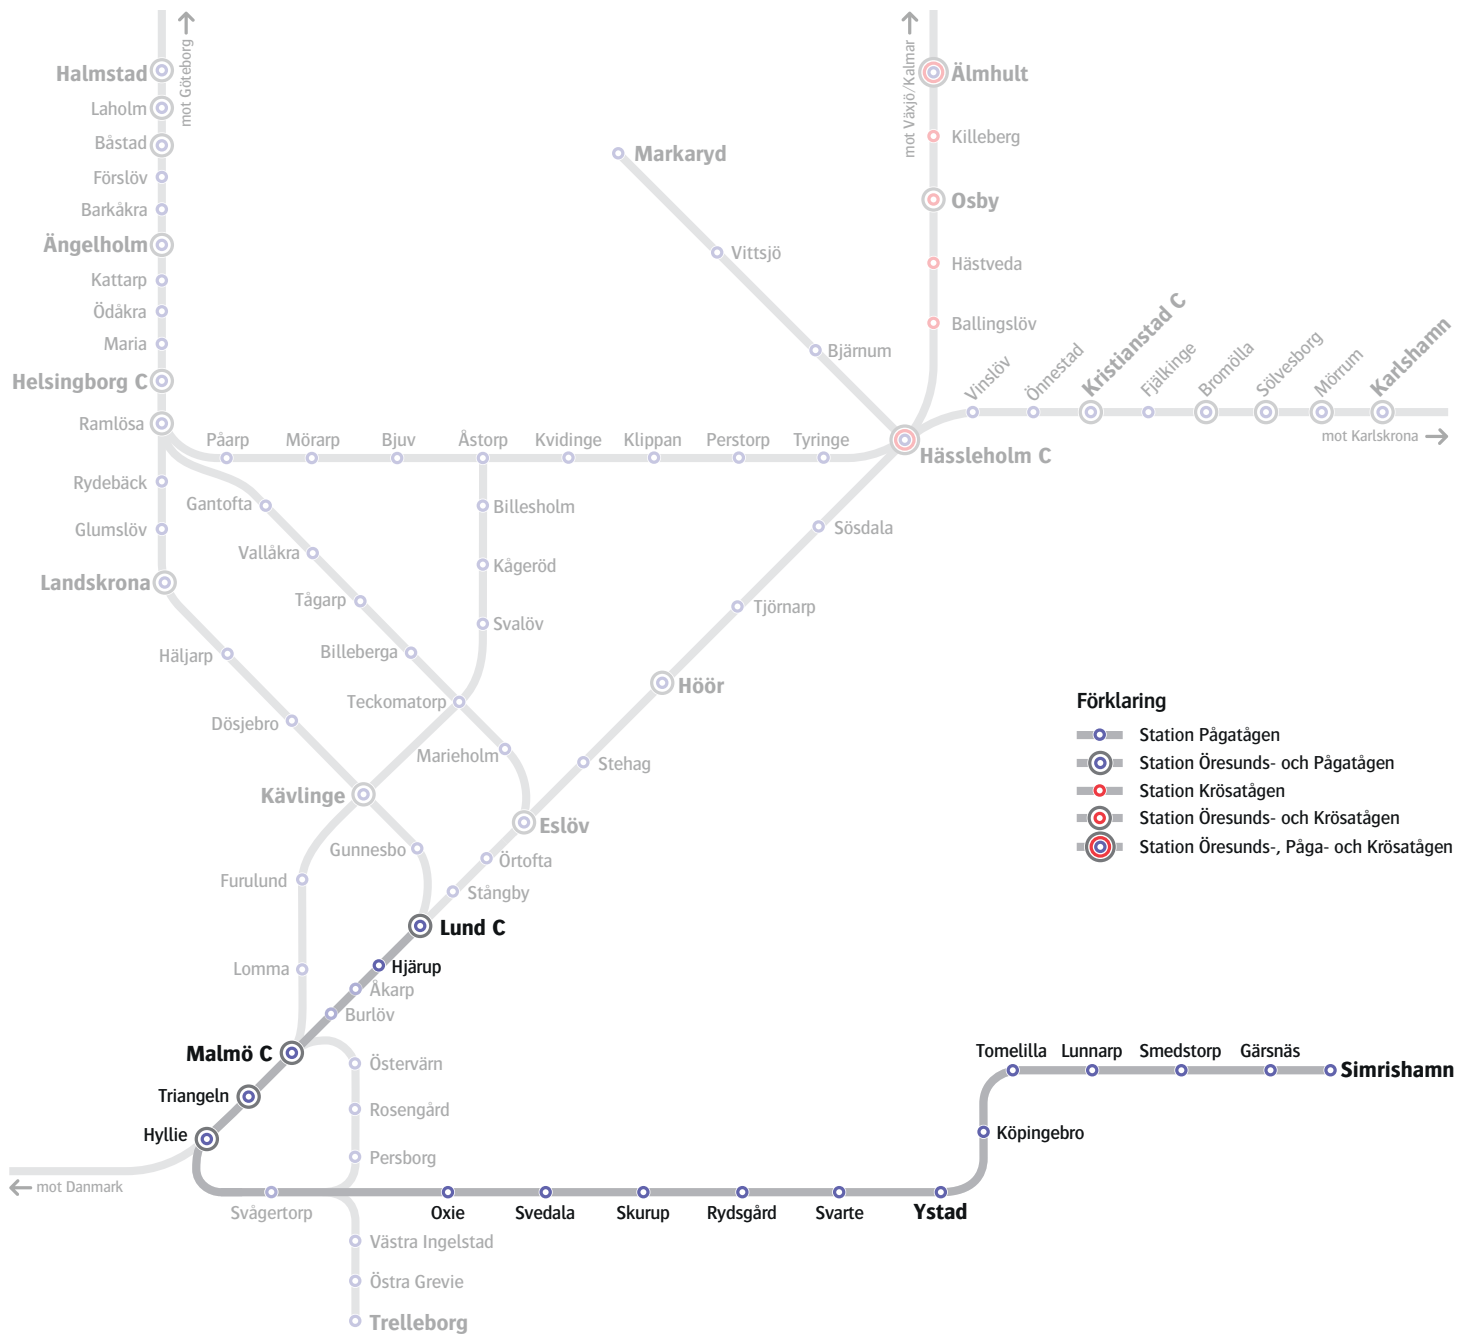 mot Göteborg
Halmstad
Laholm
Båstad
Förslöv
Barkåkra
Ängelholm
Kattarp
Ödåkra
Maria
Helsingborg C
Ramlösa
Rydebäck
Glumslöv
Landskrona
Häljarp
Dösjebro
Kävlinge
Gunnesbo
Furulund
Lomma
Påarp
Mörarp
Bjuv
Åstorp
Kvidinge
Klippan
Perstorp
Tyringe
Gantofta
Vallåkra
Tågarp
Billeberga
Teckomatorp
Marieholm
Billesholm
Kågeröd
Svalöv
Markaryd
Vittsjö
Bjärnum
mot Växjö/Kalmar
Älmhult
Killeberg
Osby
Hästveda
Ballingslöv
Hässleholm C
Vinslöv
Önnestad
Kristianstad C
Fjälkinge
Bromölla
Sölvesborg
Mörrum
Karlshamn
mot Karlskrona
Sösdala
Tjörnarp
Höör
Stehag
Eslöv
Örtofta
Stångby
Lund C
Hjärup
Åkarp
Burlöv
Malmö C
Triangeln
Hyllie
mot Danmark
Östervärn
Rosengård
Persborg
Svågertorp
Västra Ingelstad
Östra Grevie
Trelleborg
Oxie
Svedala
Skurup
Rydsgård
Svarte
Ystad
Köpingebro
Tomelilla
Lunnarp
Smedstorp
Gärsnäs
Simrishamn
Förklaring
Station Pågatågen
Station Öresunds- och Pågatågen
Station Krösatågen
Station Öresunds- och Krösatågen
Station Öresunds-, Påga- och Krösatågen